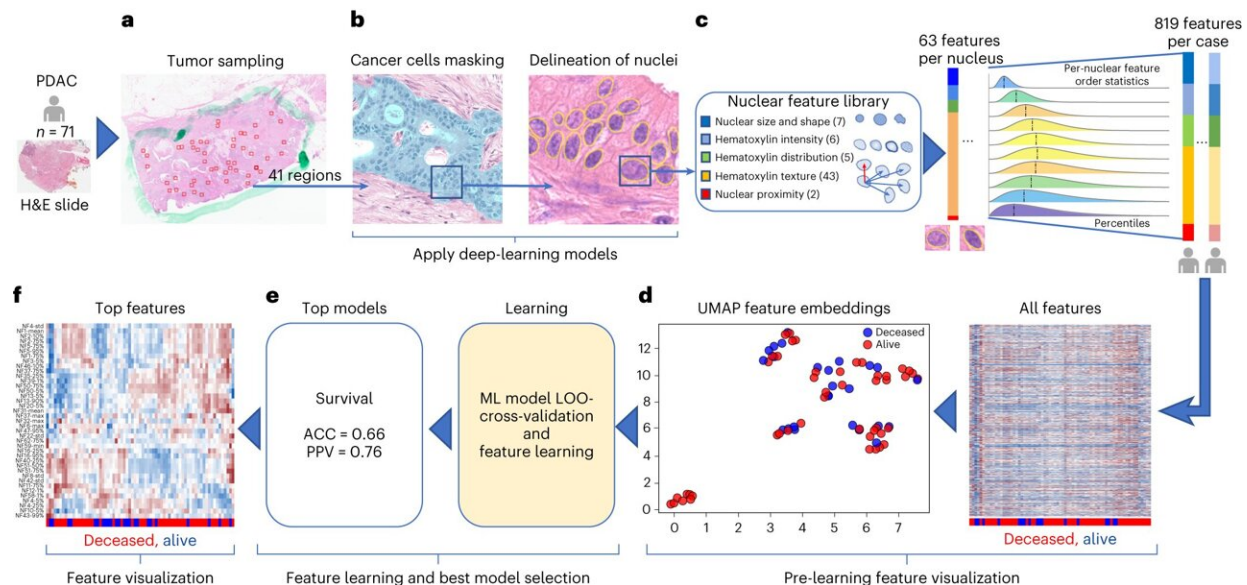 a
Tumor sampling
PDAC
n = 71
H&E slide
41 regions
b
Cancer cells masking
Delineation of nuclei
Apply deep-learning models
c
Nuclear feature library
Nuclear size and shape (7)
Hematoxylin intensity (6)
Hematoxylin distribution (5)
Hematoxylin texture (43)
Nuclear proximity (2)
63 features
per nucleus
...
Per-nuclear feature
order statistics
Percentiles
819 features
per case
...
f
Top features
NF4-std
NF1-mean
Deceased, alive
Feature visualization
e
Top models
Survival
ACC = 0.66
PPV = 0.76
Learning
ML model LOO-
cross-validation
and
feature learning
Feature learning and best model selection
d
UMAP feature embeddings
Deceased
Alive
12
10
8
6
4
2
0
0 1 2 3 4 5 6 7
All features
Deceased, alive
Pre-learning feature visualization